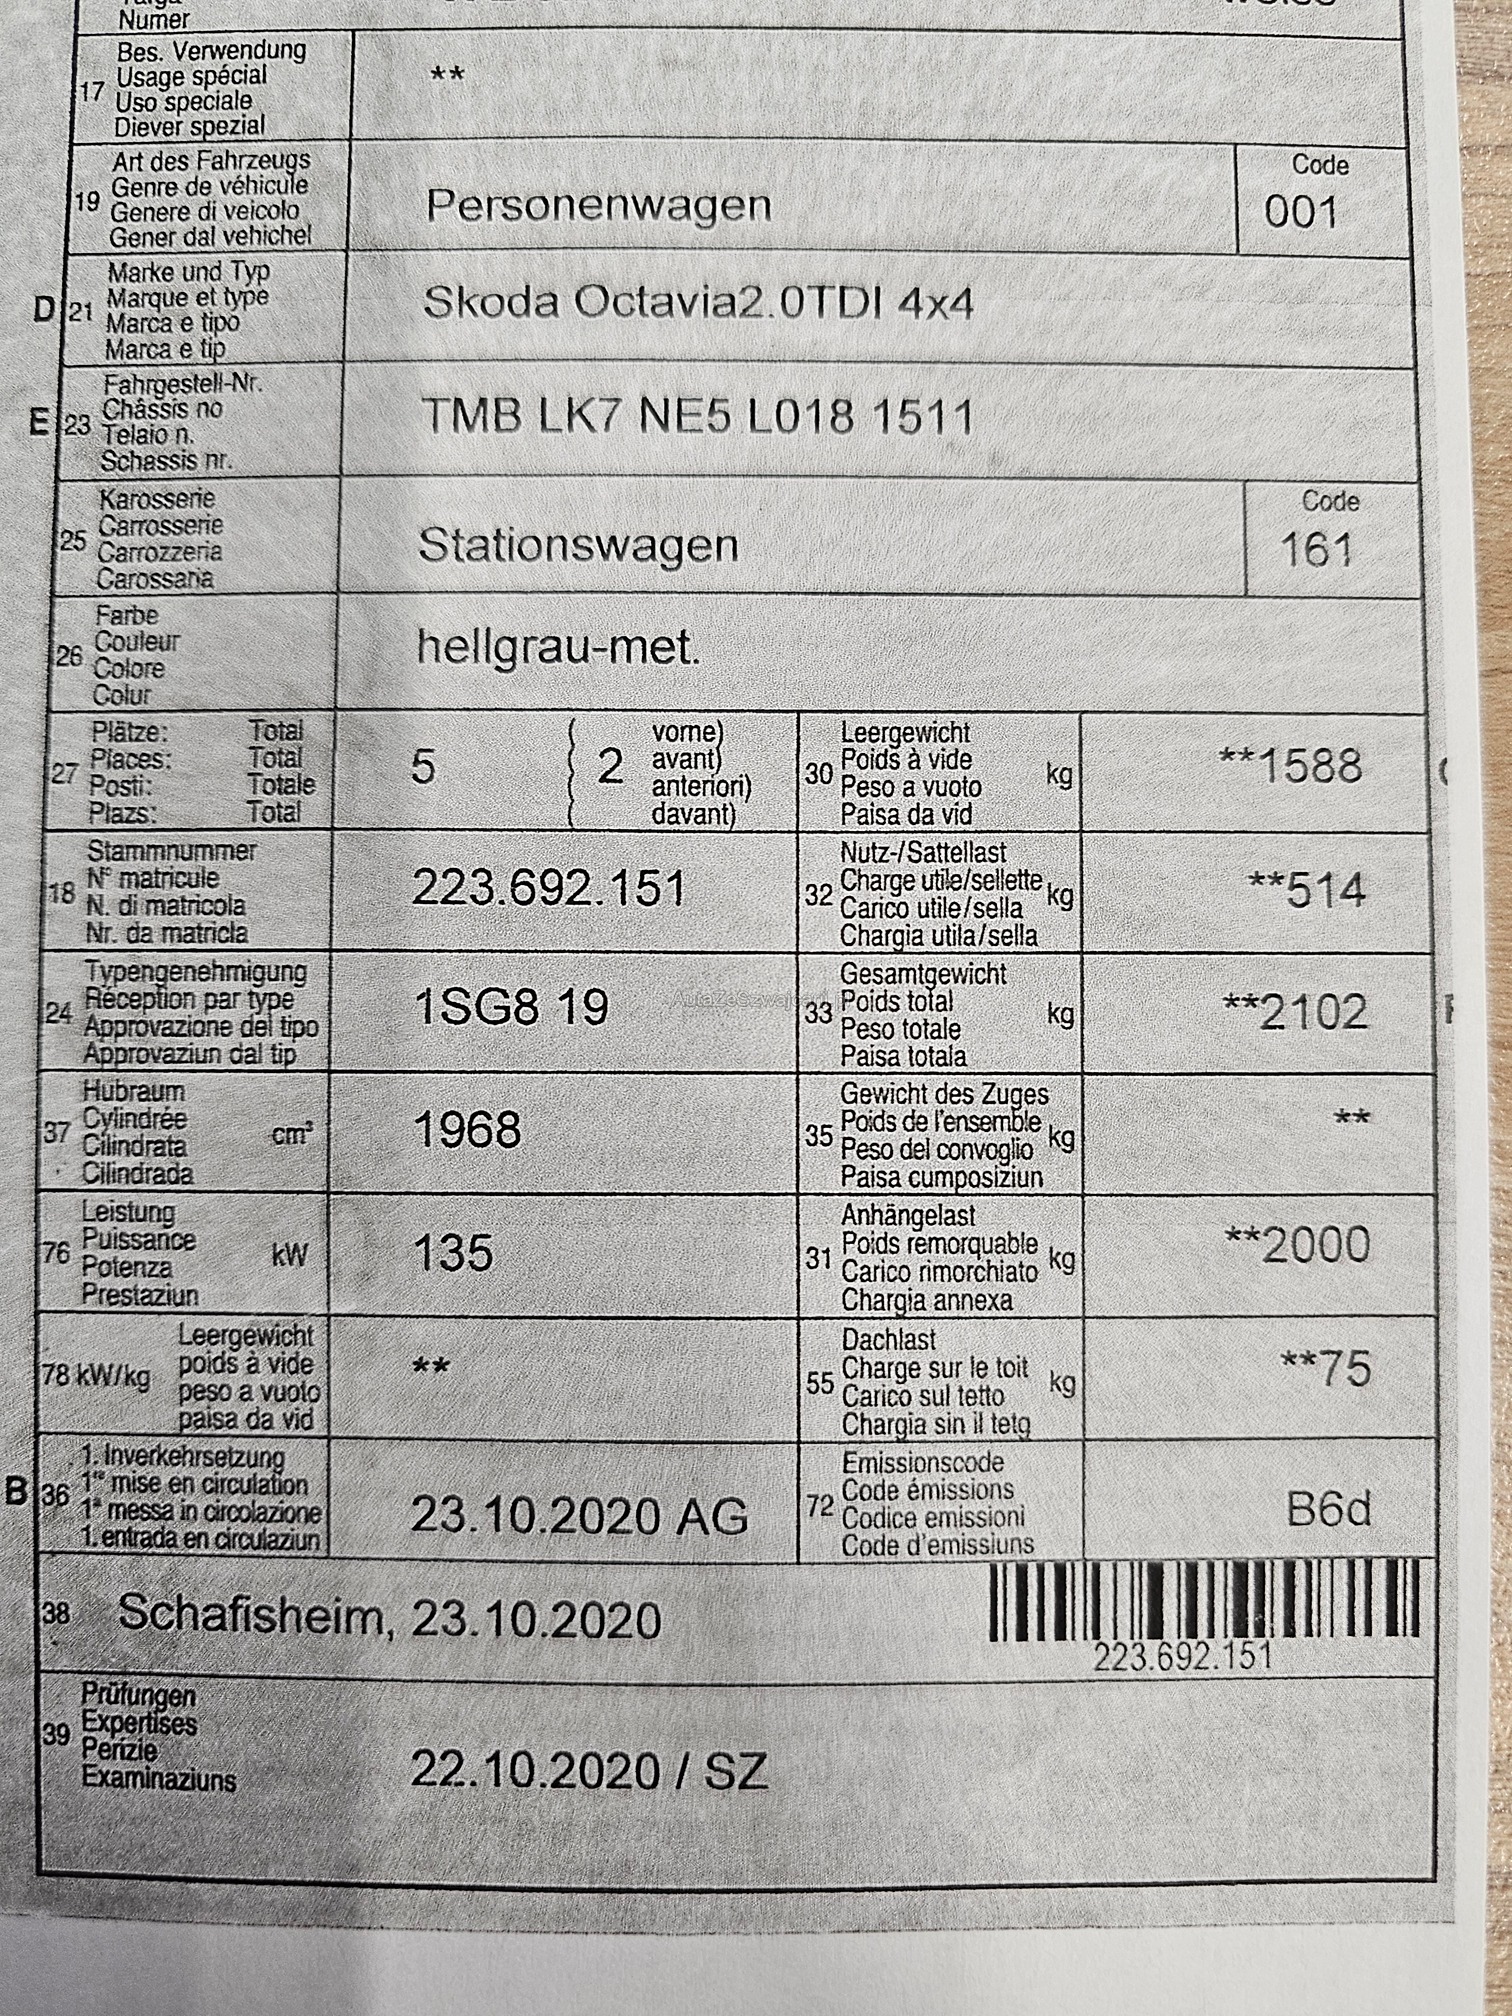 Numer
17 Bes. Verwendung
Usage spécial
Uso speciale
Diever spezial
**
19 Art des Fahrzeugs
Genre de véhicule
Genere di veicolo
Gener dal vehichel
Personenwagen
Code
001
D 21 Marke und Typ
Marque et type
Marca e tipo
Marca e tip
Skoda Octavia2.0TDI 4x4
E 23 Fahrgestell-Nr.
Châssis no
Telaio n.
Schassis nr.
TMB LK7 NE5 L018 1511
25 Karosserie
Carrosserie
Carrozzeria
Carossaria
Stationswagen
Code
161
26 Farbe
Couleur
Colore
Colur
hellgrau-met.
27 Plätze: Total
Places: Total
Posti: Totale
Plazs: Total
5 ( 2 vorne)
avant)
anteriori)
davant)
30 Leergewicht
Poids à vide
Peso a vuoto
Paisa da vid
kg
**1588
18 Stammnummer
N° matricule
N. di matricola
Nr. da matricla
223.692.151
32 Nutz-/Sattellast
Charge utile/sellette
Carico utile/sella
Chargia utila/sella
kg
**514
24 Typengenehmigung
Réception par type
Approvazione del tipo
Approvaziun dal tip
1SG8 19
33 Gesamtgewicht
Poids total
Peso totale
Paisa totala
kg
**2102
37 Hubraum
Cylindrée
Cilindrata
Cilindrada
cm³
1968
35 Gewicht des Zuges
Poids de l'ensemble
Peso del convoglio
Paisa cumposiziun
kg
**
76 Leistung
Puissance
Potenza
Prestaziun
kW
135
31 Anhängelast
Poids remorquable
Carico rimorchiato
Chargia annexa
kg
**2000
78 kW/kg Leergewicht
poids à vide
peso a vuoto
paisa da vid
**
55 Dachlast
Charge sur le toit
Carico sul tetto
Chargia sin il tetg
kg
**75
B 36 1. Inverkehrsetzung
1re mise en circulation
1a messa in circolazione
1. entrada en circulaziun
23.10.2020 AG
72 Emissionscode
Code émissions
Codice emissioni
Code d'emissiuns
B6d
38 Schafisheim, 23.10.2020
223.692.151
39 Prüfungen
Expertises
Perizie
Examinaziuns
22.10.2020 / SZ